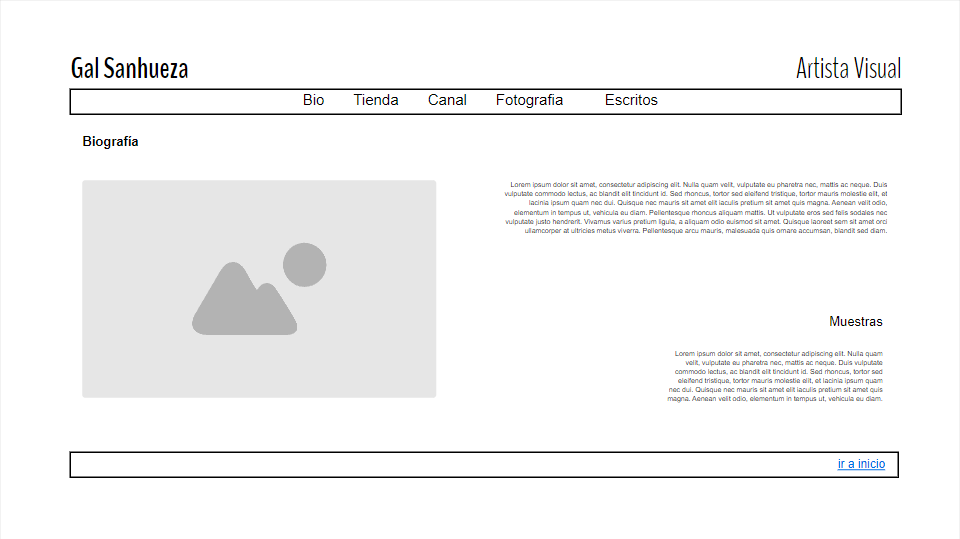 Gal Sanhueza
Artista Visual
Bio Tienda Canal Fotografia Escritos
Biografía
Lorem ipsum dolor sit amet, consectetur adipiscing elit. Nulla quam velit, vulputate eu pharetra nec, mattis ac neque. Duis
vulputate commodo lectus, ac blandit elit tincidunt id. Sed rhoncus, tortor sed eleifend tristique, tortor mauris molestie elit, et
lacinia ipsum quam nec dui. Quisque nec mauris sit amet elit iaculis pretium sit amet quis magna. Aenean velit odio,
elementum in tempus ut, vehicula eu diam. Pellentesque rhoncus aliquam mattis. Ut vulputate eros sed felis sodales nec
vulputate justo hendrerit. Vivamus varius pretium ligula, a aliquam odio euismod sit amet. Quisque laoreet sem sit amet orci
ullamcorper at ultricies metus viverra. Pellentesque arcu mauris, malesuada quis ornare accumsan, blandit sed diam.
Muestras
Lorem ipsum dolor sit amet, consectetur adipiscing elit. Nulla quam
velit, vulputate eu pharetra nec, mattis ac neque. Duis vulputate
commodo lectus, ac blandit elit tincidunt id. Sed rhoncus, tortor sed
eleifend tristique, tortor mauris molestie elit, et lacinia ipsum quam
nec dui. Quisque nec mauris sit amet elit iaculis pretium sit amet quis
magna. Aenean velit odio, elementum in tempus ut, vehicula eu diam.
ir a inicio